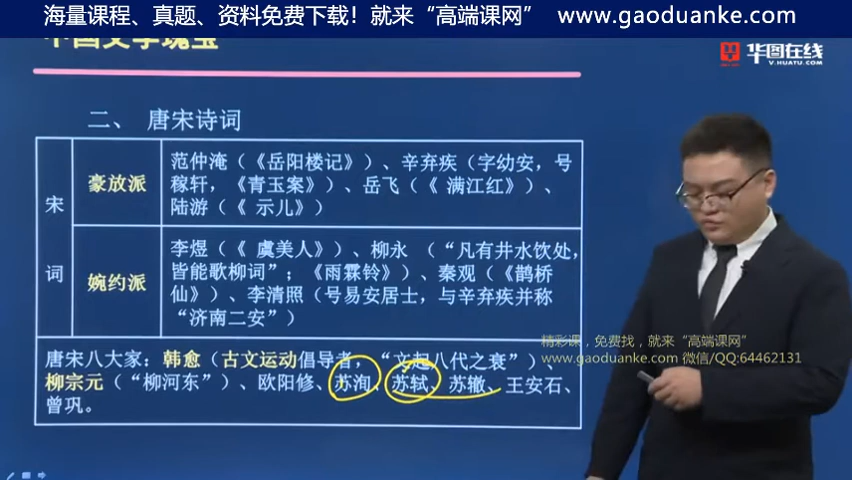 海量课程、真题、资料免费下载！就来“高端课网” www.gaoduanke.com
中国文学瑰宝
华图在线
V.HUATU.COM
二、 唐宋诗词
宋词
豪放派
范仲淹（《岳阳楼记》）、辛弃疾（字幼安，号
稼轩，《青玉案》）、岳飞（《 满江红》）、
陆游（《 示儿》）
婉约派
李煜（《 虞美人》）、柳永 （“凡有井水饮处，
皆能歌柳词”；《雨霖铃》）、秦观（《鹊桥
仙》）、李清照（号易安居士，与辛弃疾并称
“济南二安”）
唐宋八大家：韩愈（古文运动倡导者，“文起八代之衰”）、
柳宗元（“柳河东”）、欧阳修、苏洵、苏轼、苏辙、王安石、
曾巩。
精彩课，免费找，就来“高端课网”
www.gaoduanke.com 微信/QQ:64462131